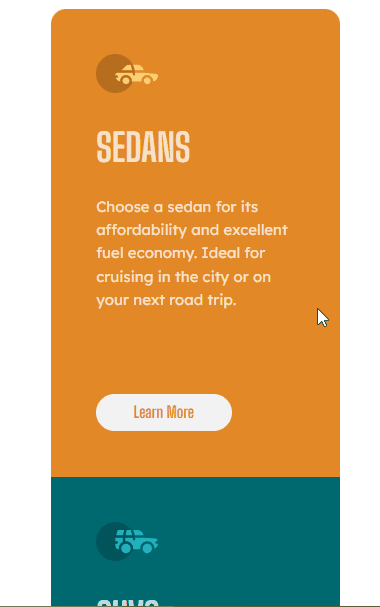 SEDANS
Choose a sedan for its
affordability and excellent
fuel economy. Ideal for
cruising in the city or on
your next road trip.
Learn More
SUVS